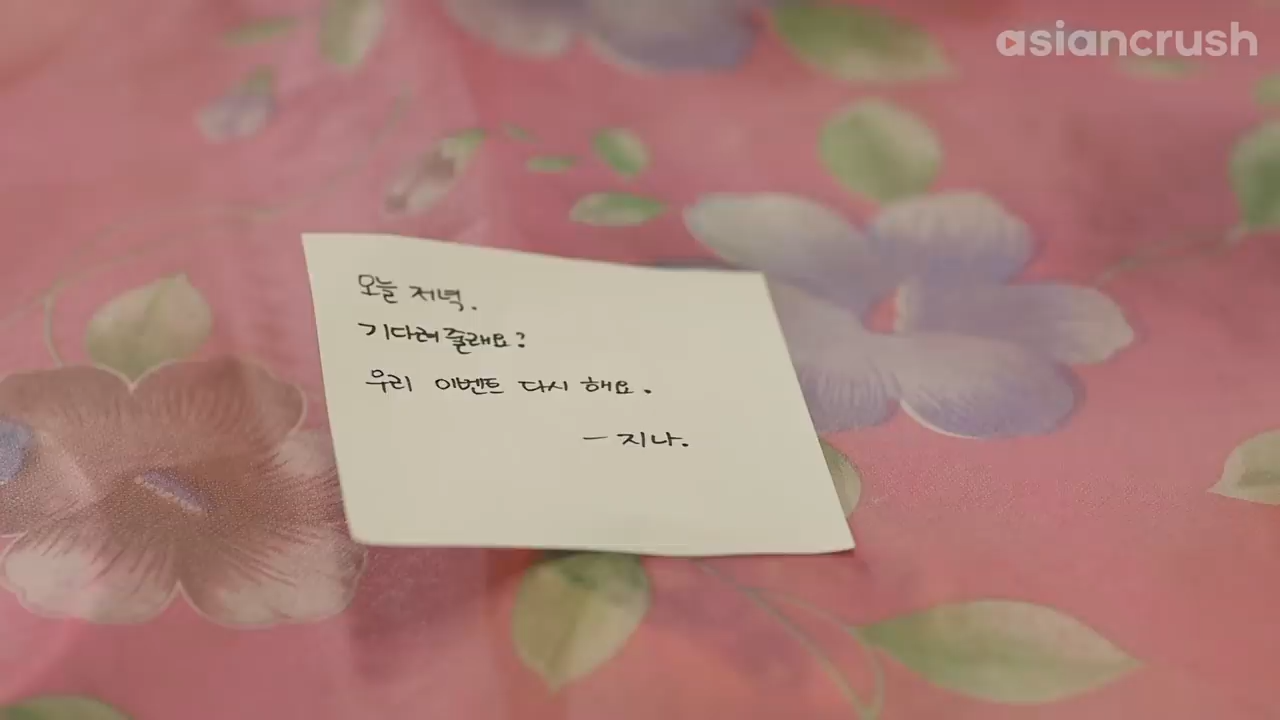 asiancrush
오늘 저녁.
기다려줄래요?
우리 이벤트 다시 해요.
- 지나.